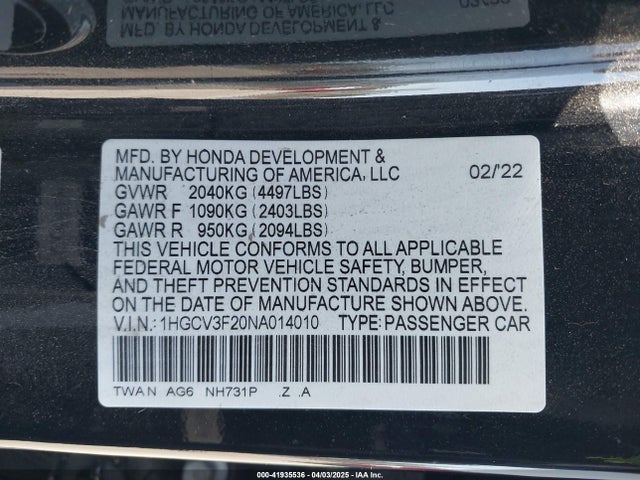 MFD. BY HONDA DEVELOPMENT &
MANUFACTURING OF AMERICA, LLC 02/'22
GVWR 2040KG (4497LBS)
GAWR F 1090KG (2403LBS)
GAWR R 950KG (2094LBS)
THIS VEHICLE CONFORMS TO ALL APPLICABLE
FEDERAL MOTOR VEHICLE SAFETY, BUMPER,
AND THEFT PREVENTION STANDARDS IN EFFECT
ON THE DATE OF MANUFACTURE SHOWN ABOVE.
V.I.N.: 1HGCV3F20NA014010 TYPE: PASSENGER CAR
TWAN AG6 NH731P .Z .A
000-41935536 - 04/03/2025 - IAAI.COM